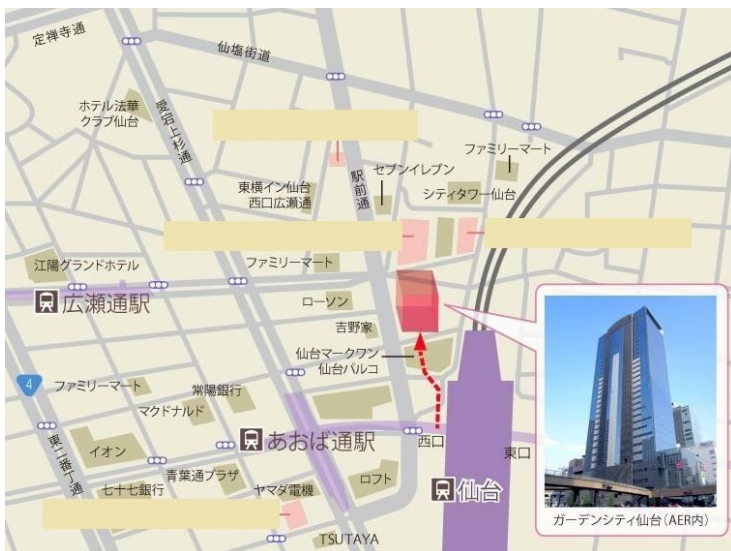 定禅寺通
仙塩街道
ホテル法華
クラブ仙台
愛宕上杉通
ファミリーマート
セブンイレブン
駅前通
東横イン仙台
西口広瀬通
シティタワー仙台
江陽グランドホテル
ファミリーマート
広瀬通駅
ローソン
吉野家
仙台マークワン
仙台パルコ
4
ファミリーマート
常陽銀行
マクドナルド
東二番丁通
イオン
あおば通駅
西口
東口
青葉通プラザ
七十七銀行
ヤマダ電機
ロフト
仙台
TSUTAYA
ガーデンシティ仙台(AER内)